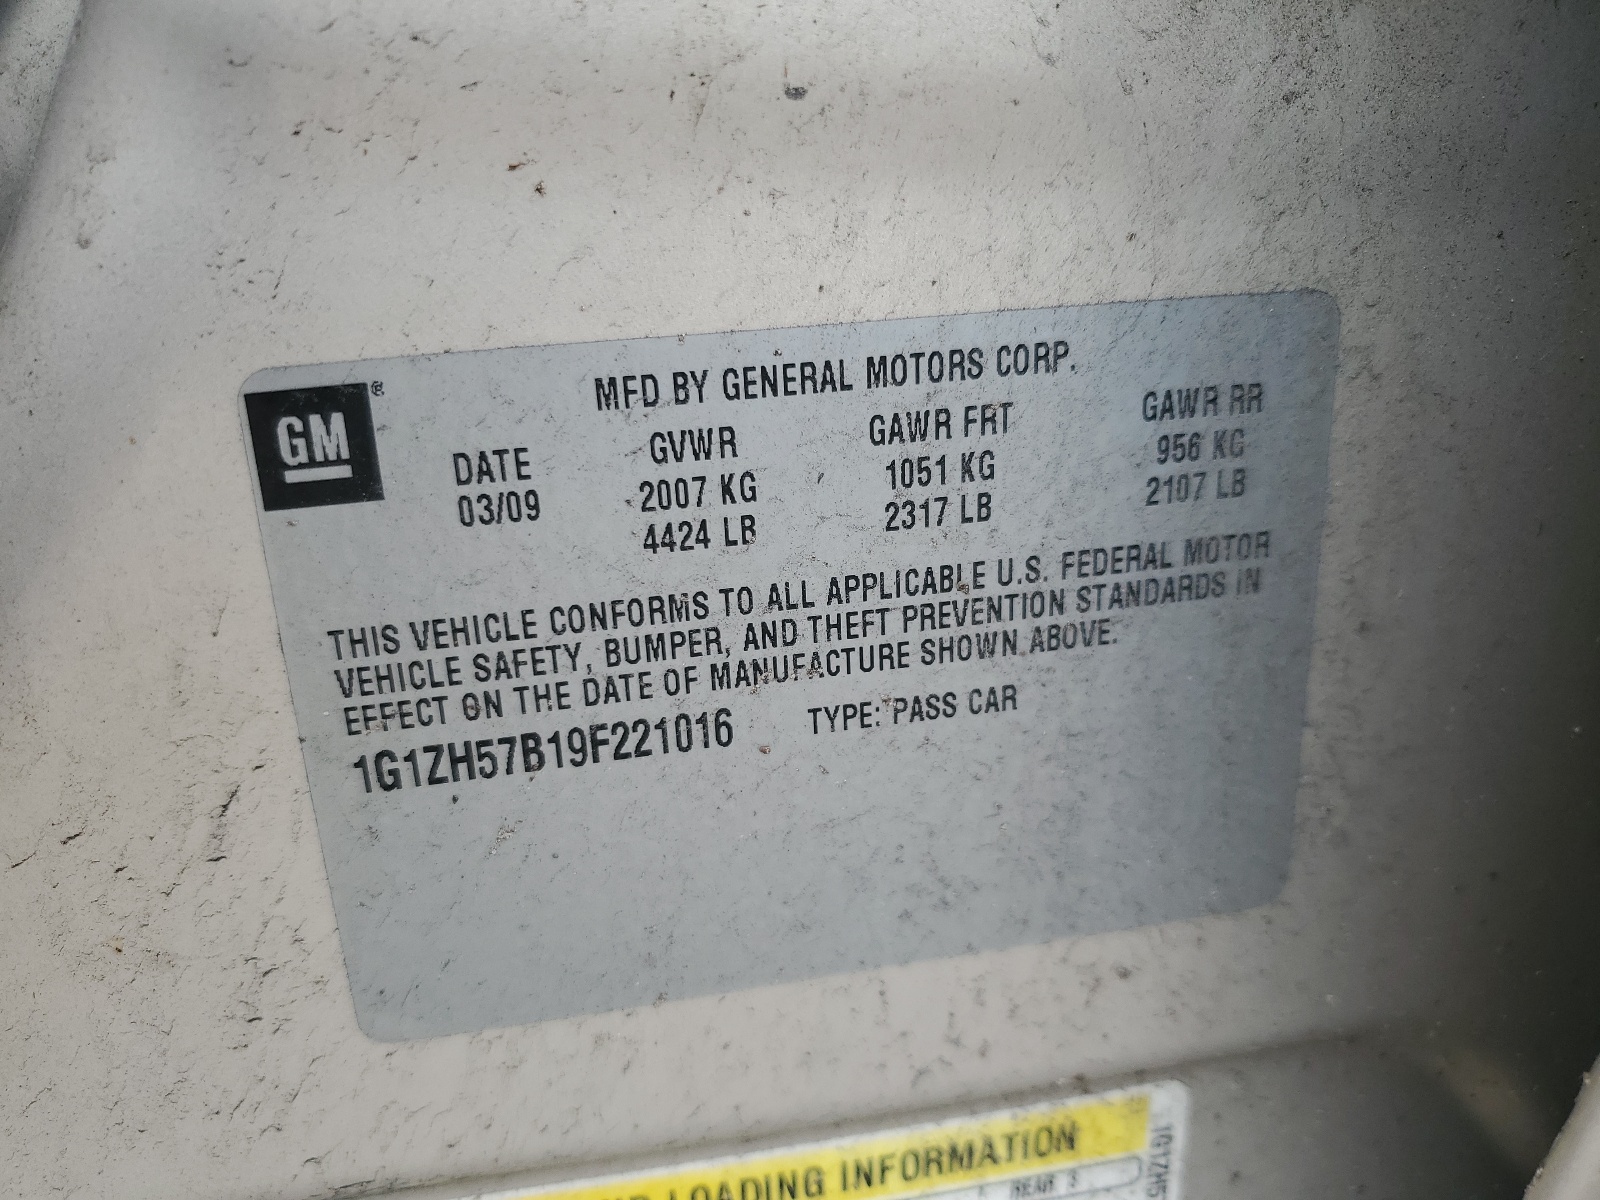 GM ®
MFD BY GENERAL MOTORS CORP.
DATE GVWR GAWR FRT GAWR RR
03/09 2007 KG 1051 KG 956 KG
4424 LB 2317 LB 2107 LB
THIS VEHICLE CONFORMS TO ALL APPLICABLE U.S. FEDERAL MOTOR
VEHICLE SAFETY, BUMPER, AND THEFT PREVENTION STANDARDS IN
EFFECT ON THE DATE OF MANUFACTURE SHOWN ABOVE.
1G1ZH57B19F221016 TYPE: PASS CAR
LOADING INFORMATION
REAR
1G1ZH5